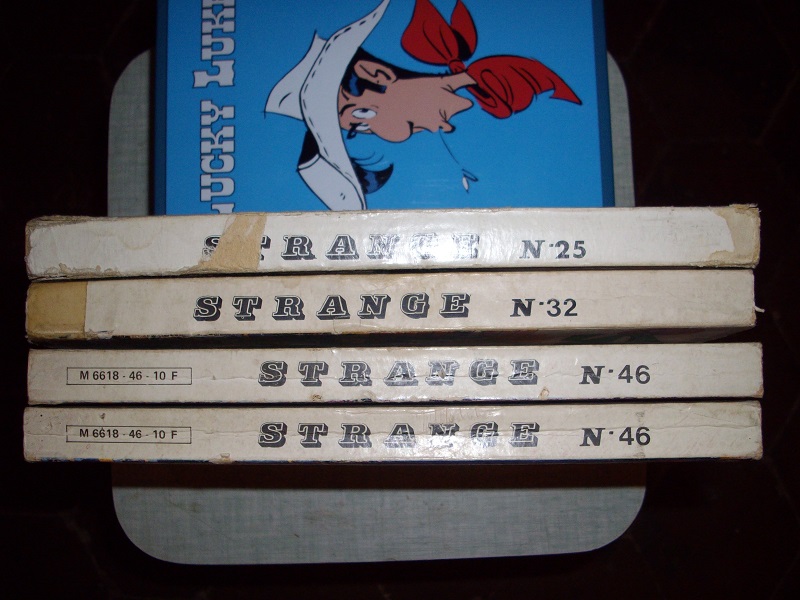 LUCKY LUKE
STRANGE N·25
STRANGE N·32
M 6618 - 46 - 10 F STRANGE N·46
M 6618 - 46 - 10 F STRANGE N·46